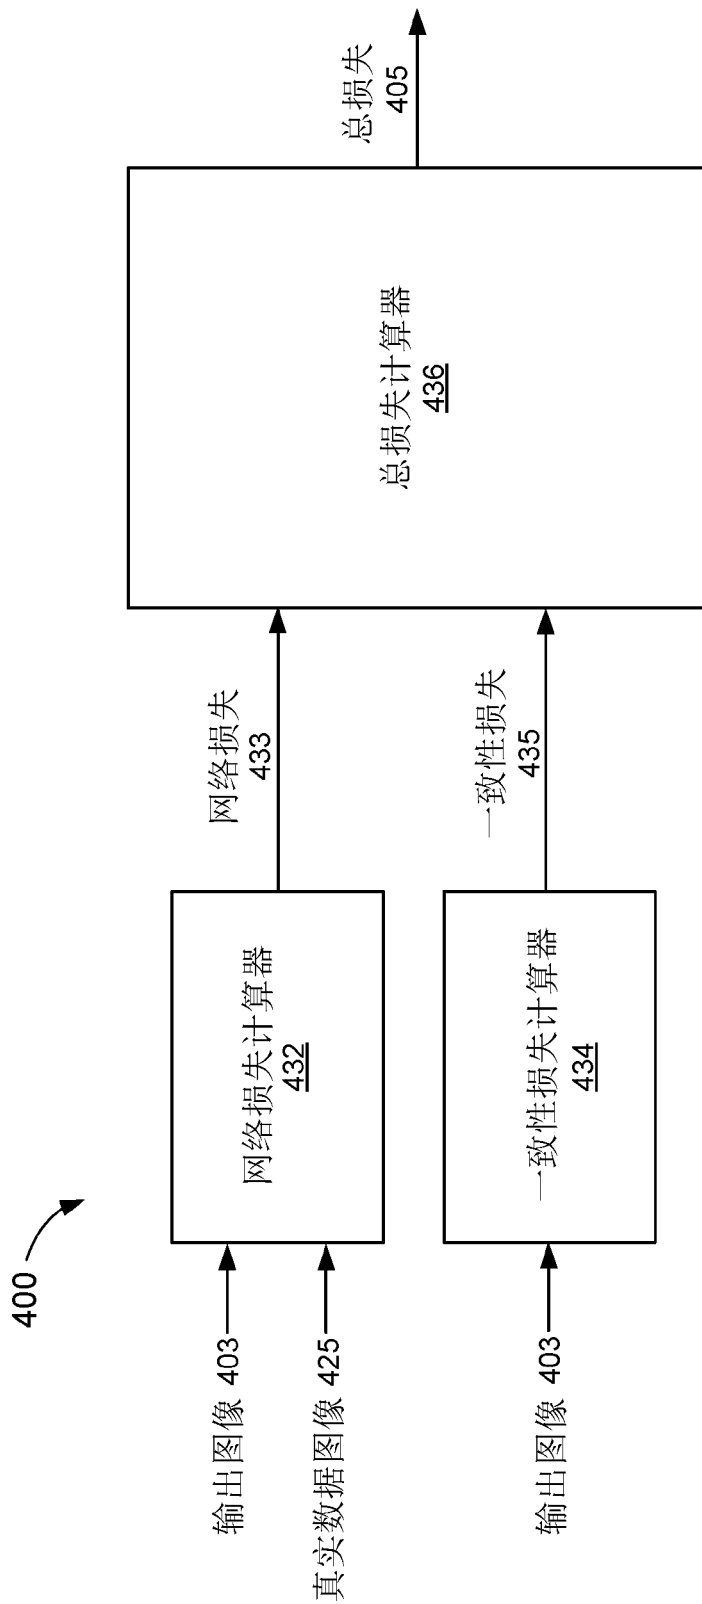 400
输出图像 403
真实数据图像 425
网络损失计算器
432
网络损失
433
输出图像 403
一致性损失计算器
434
一致性损失
435
总损失计算器
436
总损失
405